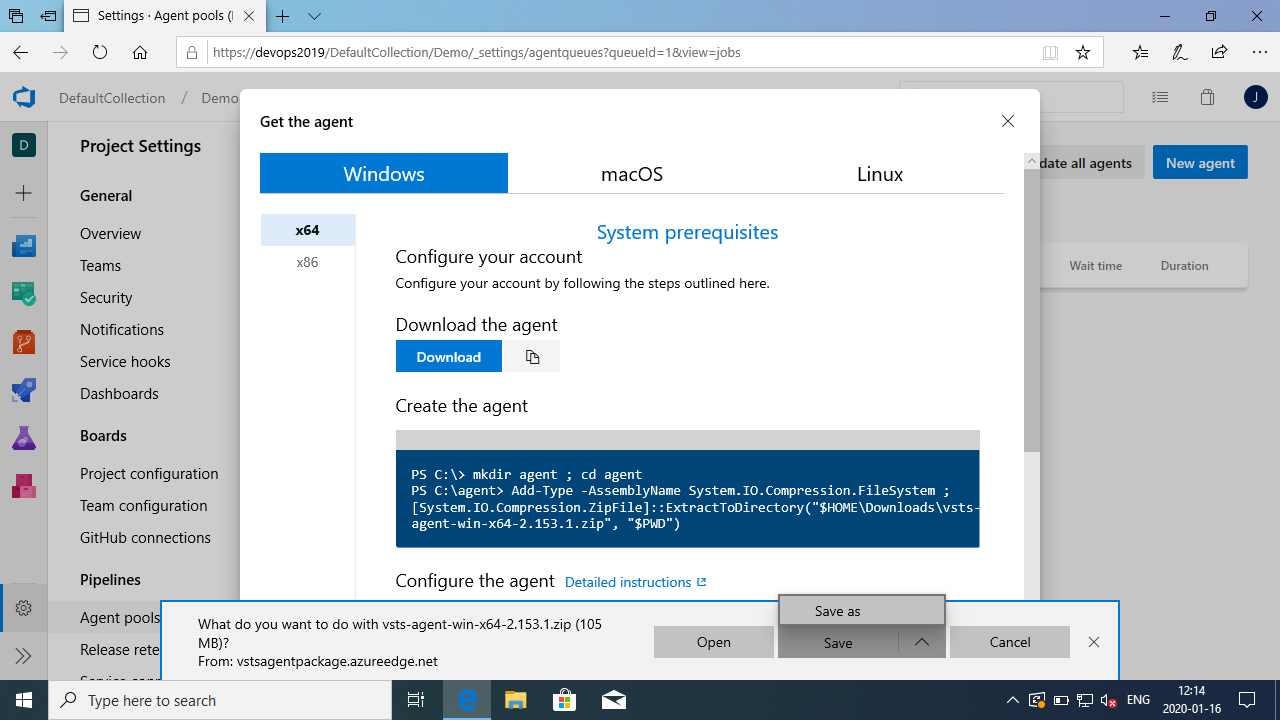 Settings - Agent pools (
https://devops2019/DefaultCollection/Demo/_settings/agentqueues?queueId=1&view=jobs
DefaultCollection / Demo
J
D
Project Settings
General
Overview
Teams
Security
Notifications
Service hooks
Dashboards
Boards
Project configuration
Team configuration
GitHub connections
Pipelines
Agent pools
Release rete
Get the agent
Windows
macOS
Linux
x64
x86
System prerequisites
Configure your account
Configure your account by following the steps outlined here.
Download the agent
Download
Create the agent
PS C:\> mkdir agent ; cd agent
PS C:\agent> Add-Type -AssemblyName System.IO.Compression.FileSystem ;
[System.IO.Compression.ZipFile]::ExtractToDirectory("$HOME\Downloads\vsts-
agent-win-x64-2.153.1.zip", "$PWD")
Configure the agent Detailed instructions
date all agents
New agent
Wait time
Duration
What do you want to do with vsts-agent-win-x64-2.153.1.zip (105
MB)?
From: vstsagentpackage.azureedge.net
Open
Save as
Save
Cancel
Type here to search
ENG
12:14
2020-01-16